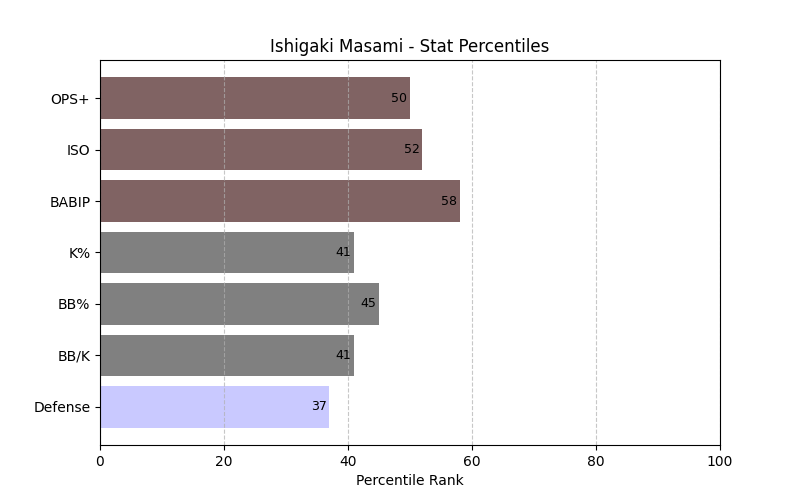 Ishigaki Masami - Stat Percentiles
OPS+ 50
ISO 52
BABIP 58
K% 41
BB% 45
BB/K 41
Defense 37
0 20 40 60 80 100
Percentile Rank